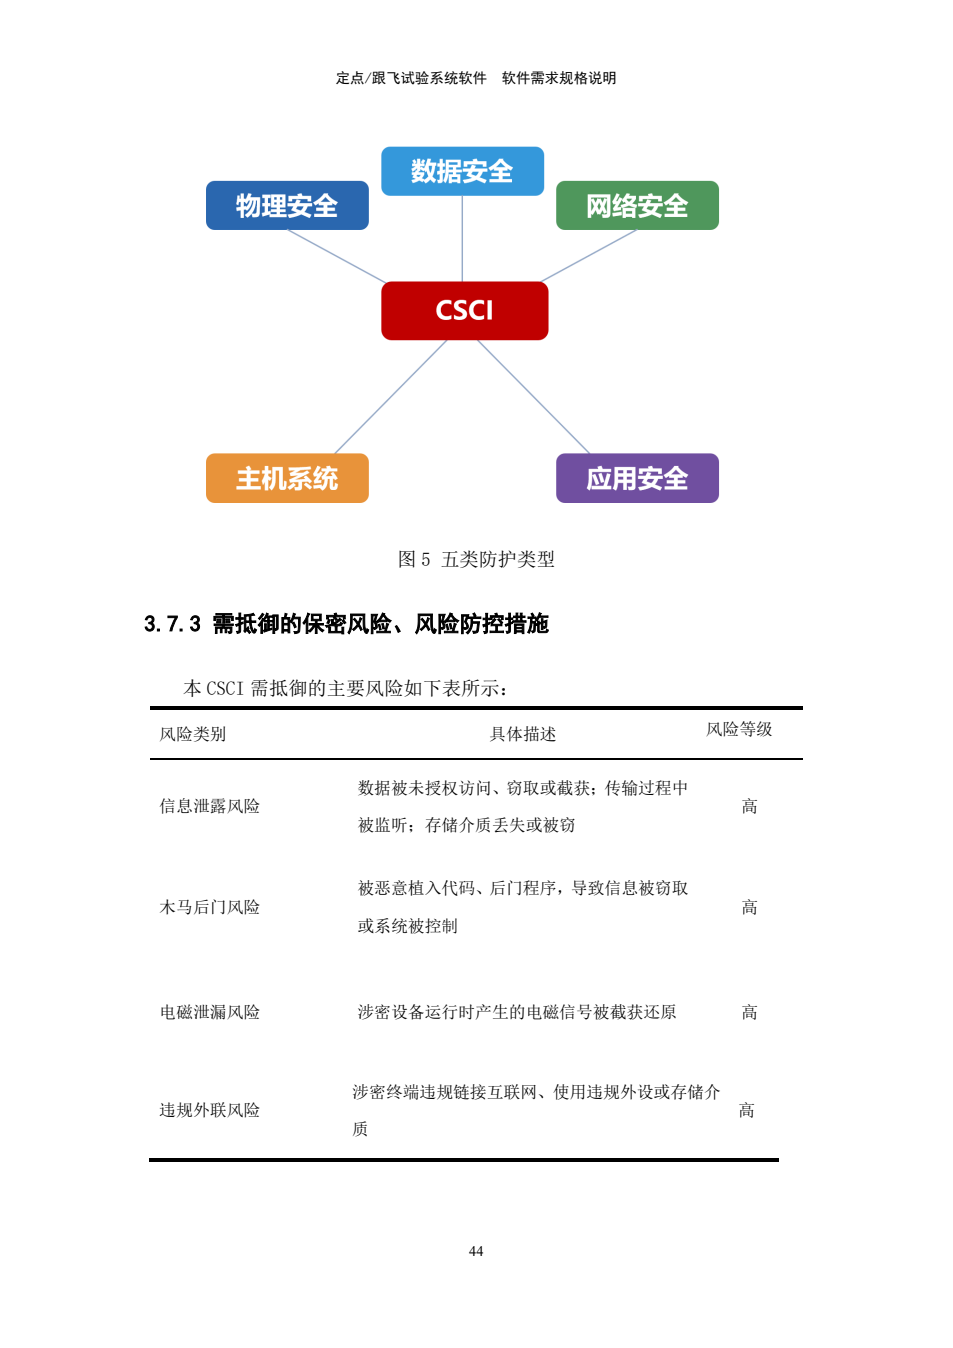 定点/跟飞试验系统软件　软件需求规格说明
数据安全
物理安全
网络安全
CSCI
主机系统
应用安全
图 5 五类防护类型
3.7.3 需抵御的保密风险、风险防控措施
本 CSCI 需抵御的主要风险如下表所示：
风险类别 具体描述 风险等级
数据被未授权访问、窃取或截获；传输过程中
信息泄露风险 高
被监听；存储介质丢失或被窃
被恶意植入代码、后门程序，导致信息被窃取
木马后门风险 高
或系统被控制
电磁泄漏风险 涉密设备运行时产生的电磁信号被截获还原 高
涉密终端违规链接互联网、使用违规外设或存储介
违规外联风险 高
质
44